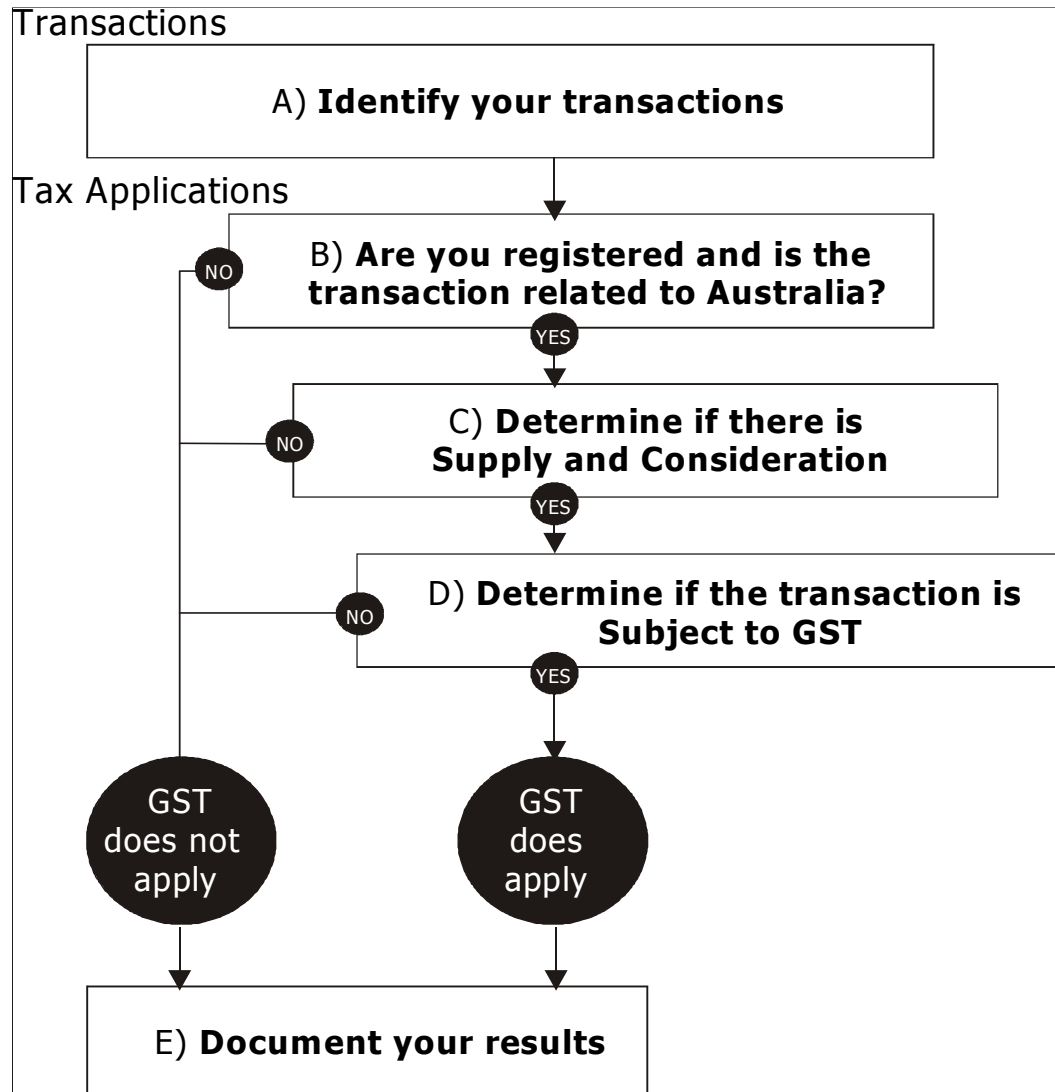 Transactions
A) Identify your transactions
Tax Applications
B) Are you registered and is the
transaction related to Australia?
NO
YES
C) Determine if there is
Supply and Consideration
NO
YES
D) Determine if the transaction is
Subject to GST
NO
YES
GST
does not
apply
GST
does
apply
E) Document your results